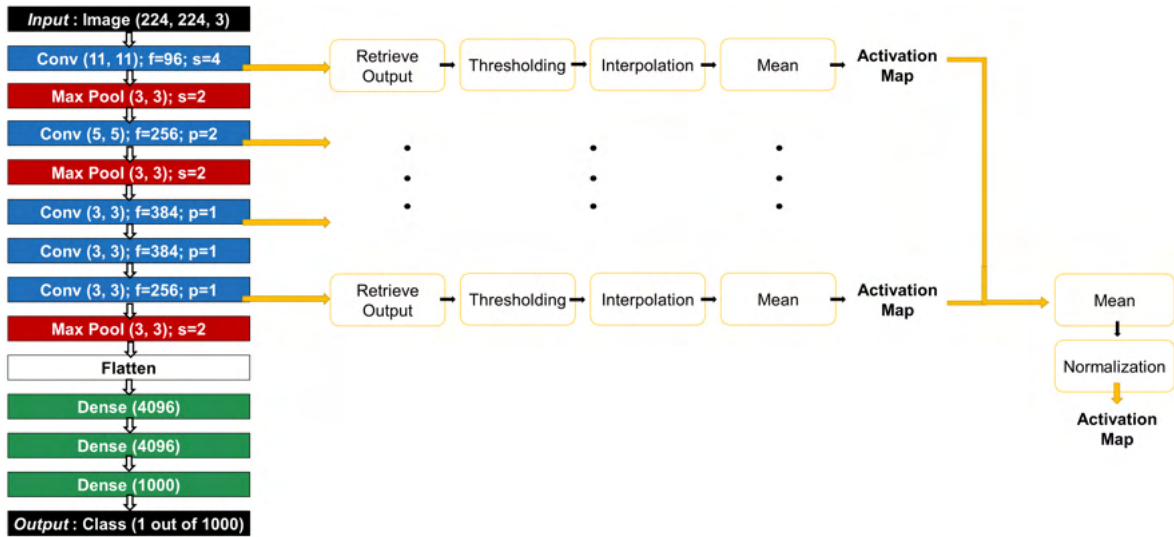 Input : Image (224, 224, 3)
Conv (11, 11); f=96; s=4
Max Pool (3, 3); s=2
Conv (5, 5); f=256; p=2
Max Pool (3, 3); s=2
Conv (3, 3); f=384; p=1
Conv (3, 3); f=384; p=1
Conv (3, 3); f=256; p=1
Max Pool (3, 3); s=2
Flatten
Dense (4096)
Dense (4096)
Dense (1000)
Output : Class (1 out of 1000)
Retrieve
Output
Thresholding
Interpolation
Mean
Activation
Map
Retrieve
Output
Thresholding
Interpolation
Mean
Activation
Map
Mean
Normalization
Activation
Map